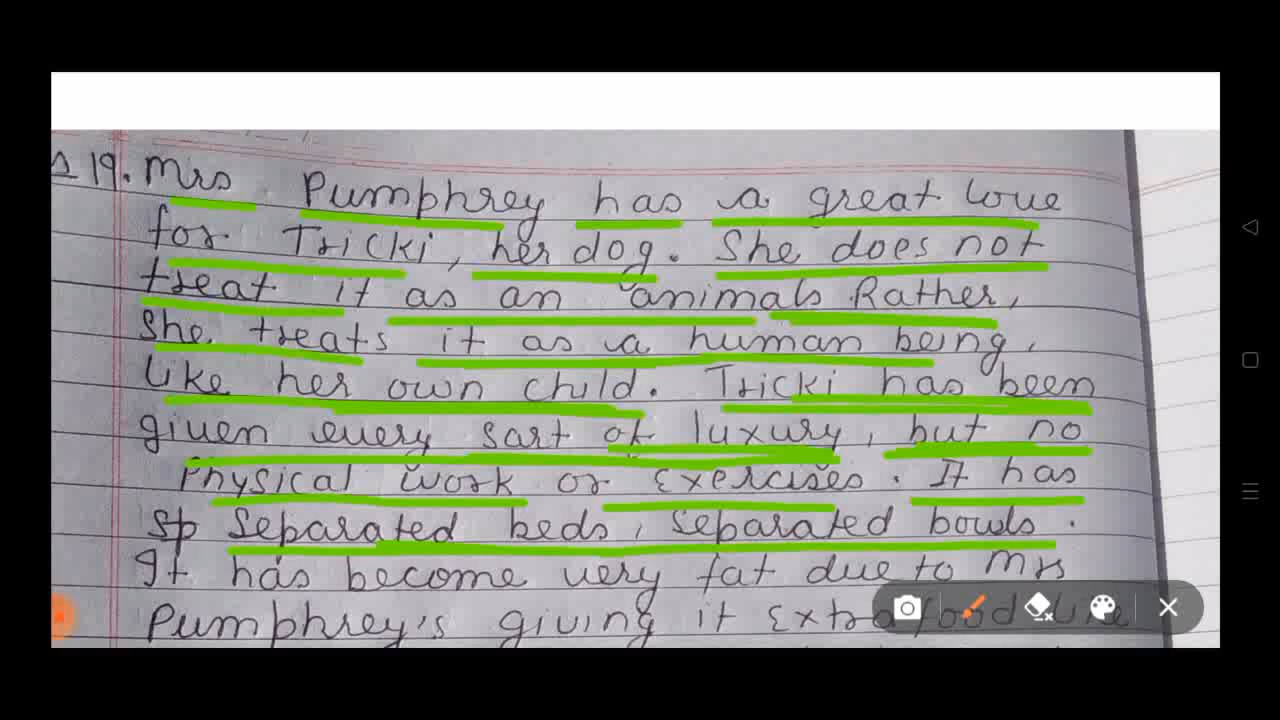 19. Mrs Pumphrey has a great love
for Tricki, her dog. She does not
treat it as an animals Rather,
She treats it as a human being,
like her own child. Tricki has been
given every sart of luxury, but no
Physical work or Exercises. It has
sp separated beds, separated bowls.
It has become very fat due to Mrs
Pumphrey's giving it Extra food like